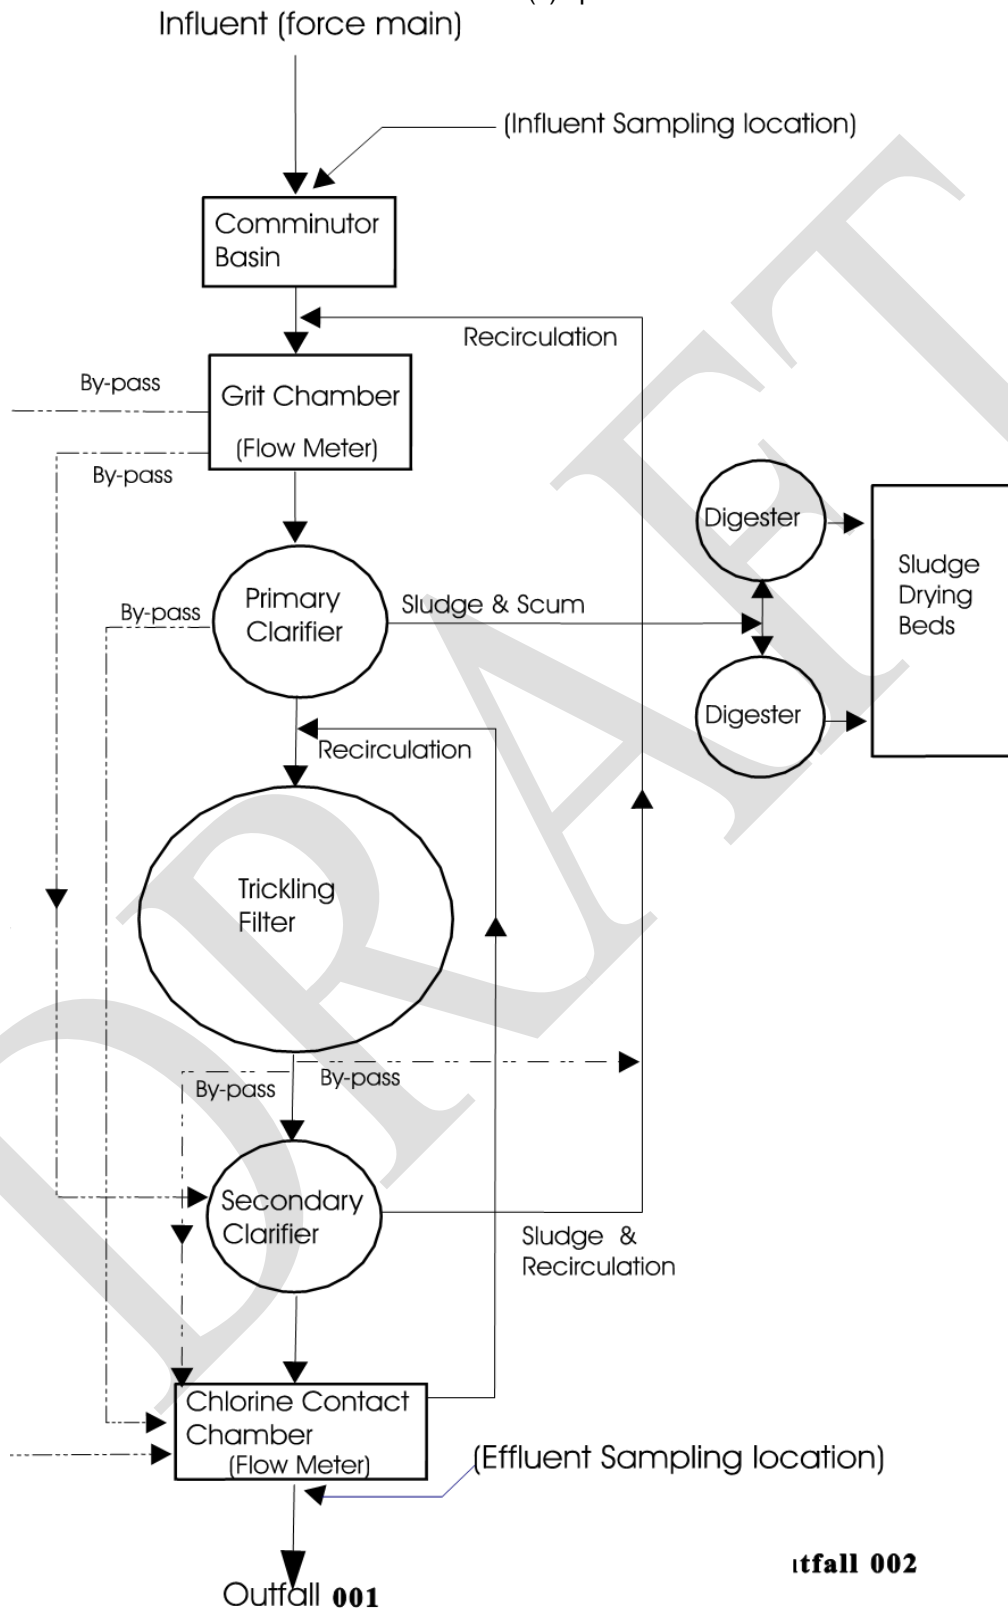 Influent (force main)
(Influent Sampling location)
Comminutor
Basin
Recirculation
By-pass
Grit Chamber
(Flow Meter)
By-pass
Digester
Sludge
Drying
Beds
Primary
Clarifier
By-pass
Sludge & Scum
Digester
Recirculation
Trickling
Filter
By-pass
By-pass
Secondary
Clarifier
Sludge &
Recirculation
Chlorine Contact
Chamber
(Flow Meter)
(Effluent Sampling location)
tfall 002
Outfall 001
DRAFT